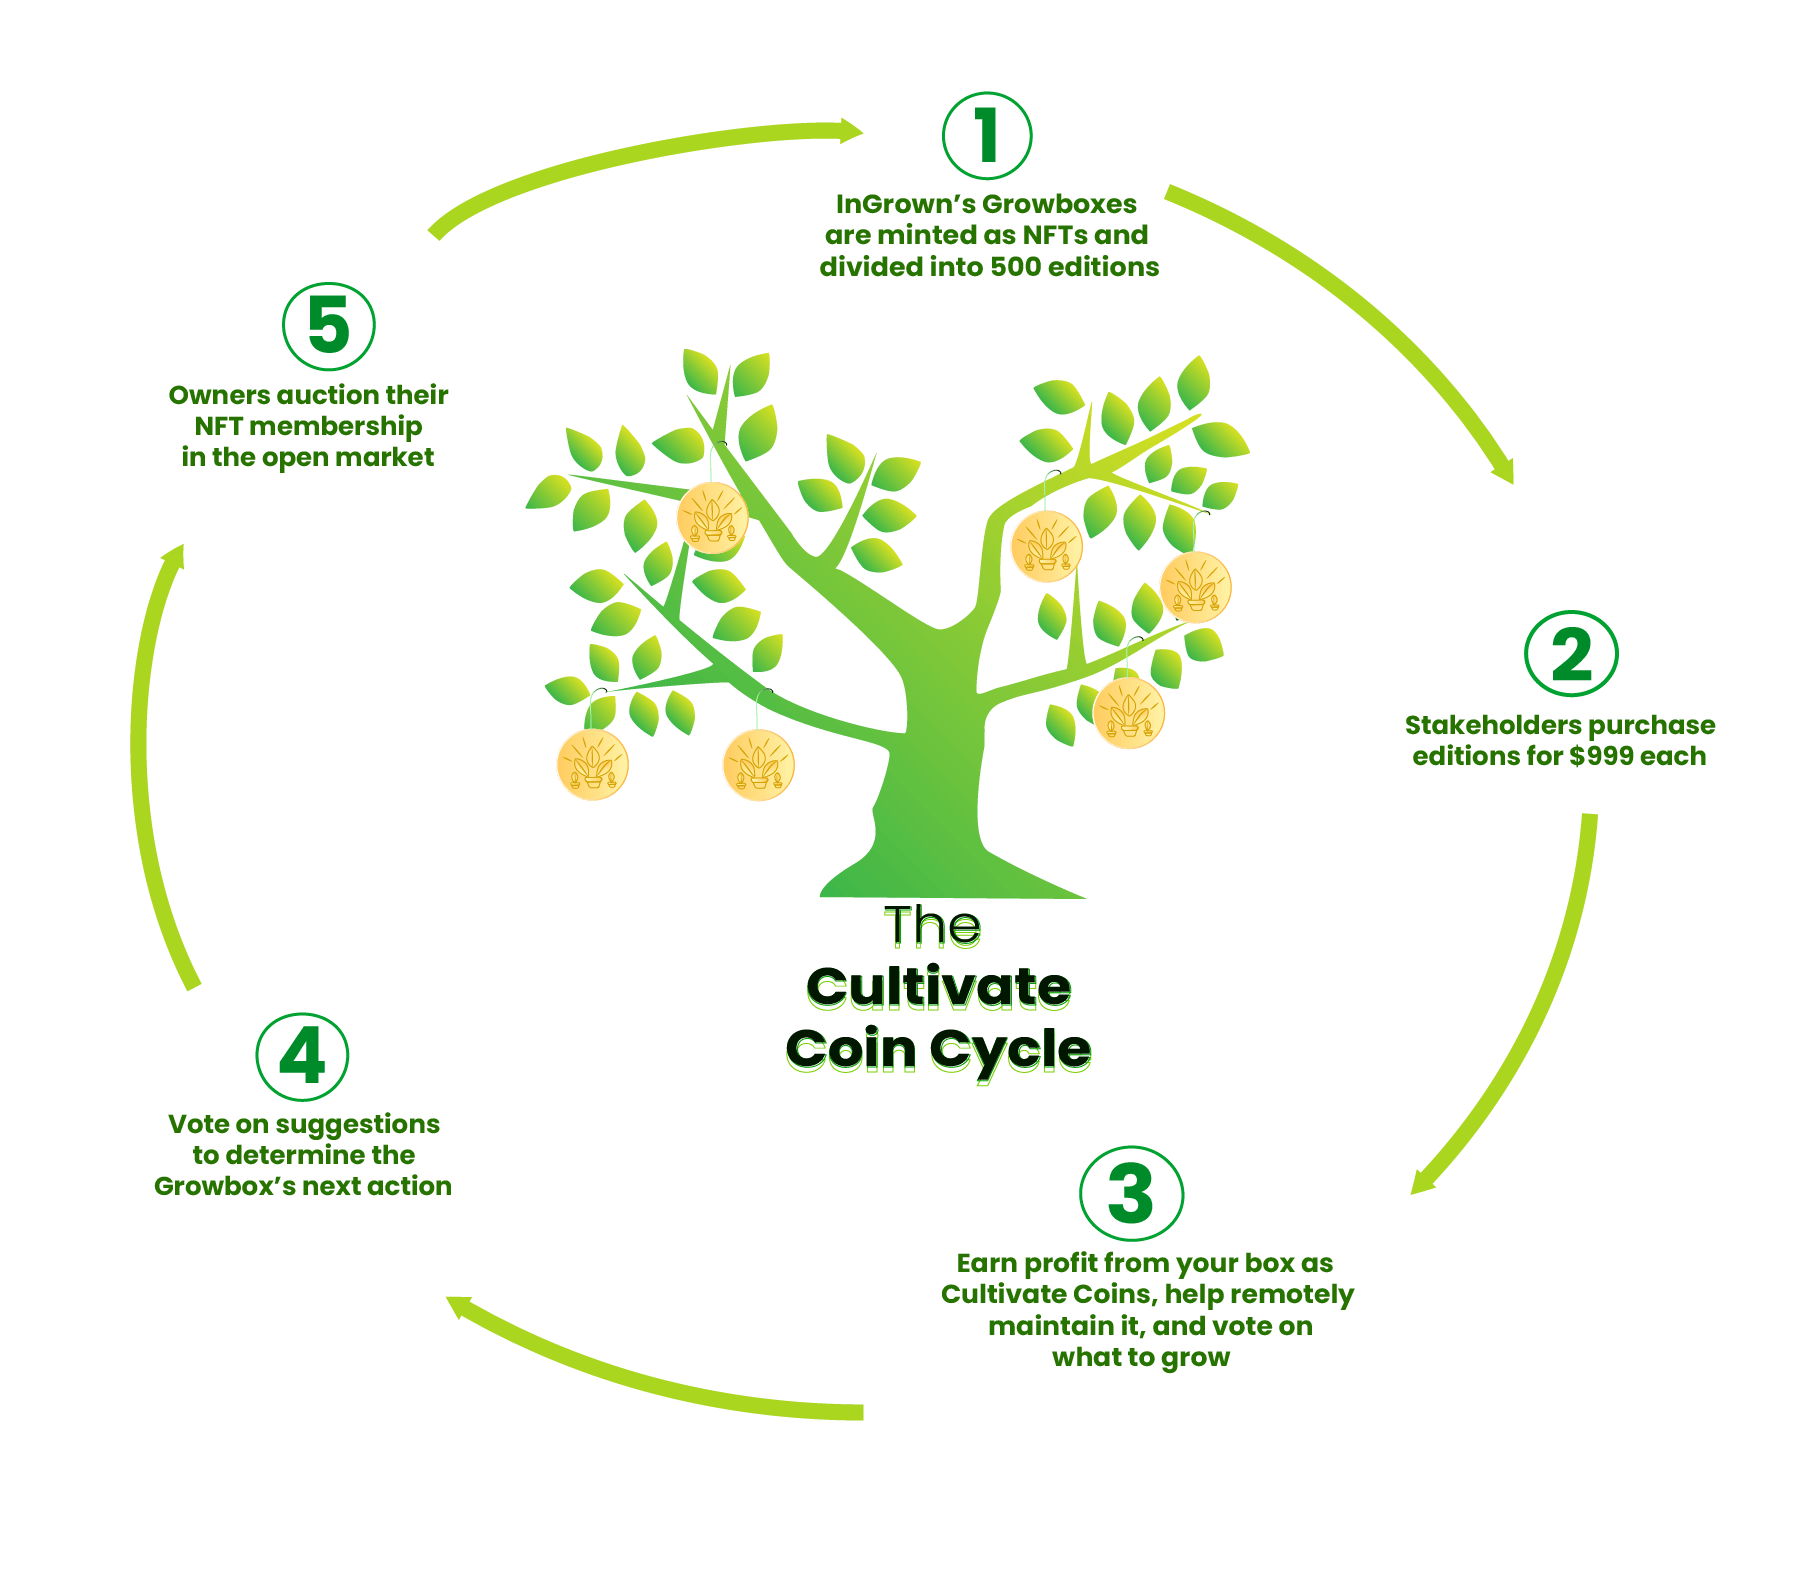 1
InGrown’s Growboxes
are minted as NFTs and
divided into 500 editions
2
Stakeholders purchase
editions for $999 each
3
Earn profit from your box as
Cultivate Coins, help remotely
maintain it, and vote on
what to grow
4
Vote on suggestions
to determine the
Growbox’s next action
5
Owners auction their
NFT membership
in the open market
The
Cultivate
Coin Cycle